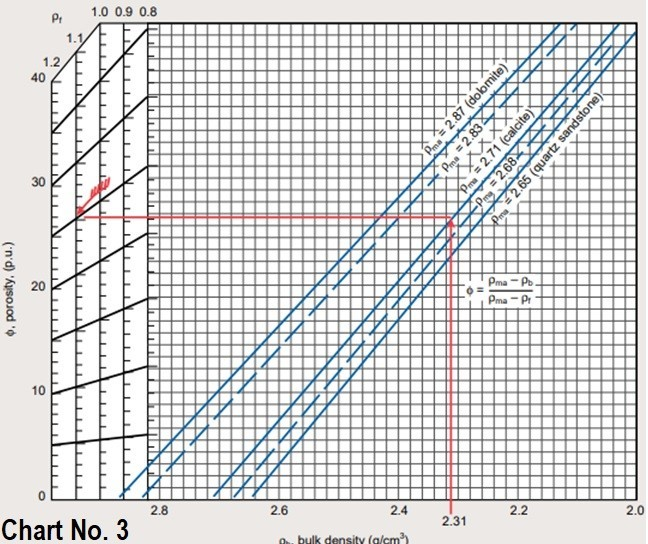 ρf
1.2
1.1
1.0 0.9 0.8
40
30
20
10
0
ϕ, porosity, (p.u.)
ρma = 2.87 (dolomite)
ρma = 2.83
ρma = 2.71 (calcite)
ρma = 2.68
ρma = 2.65 (quartz sandstone)
ϕ = (ρma − ρb) / (ρma − ρf)
2.8 2.6 2.4 2.31 2.2 2.0
ρb, bulk density (g/cm³)
Chart No. 3